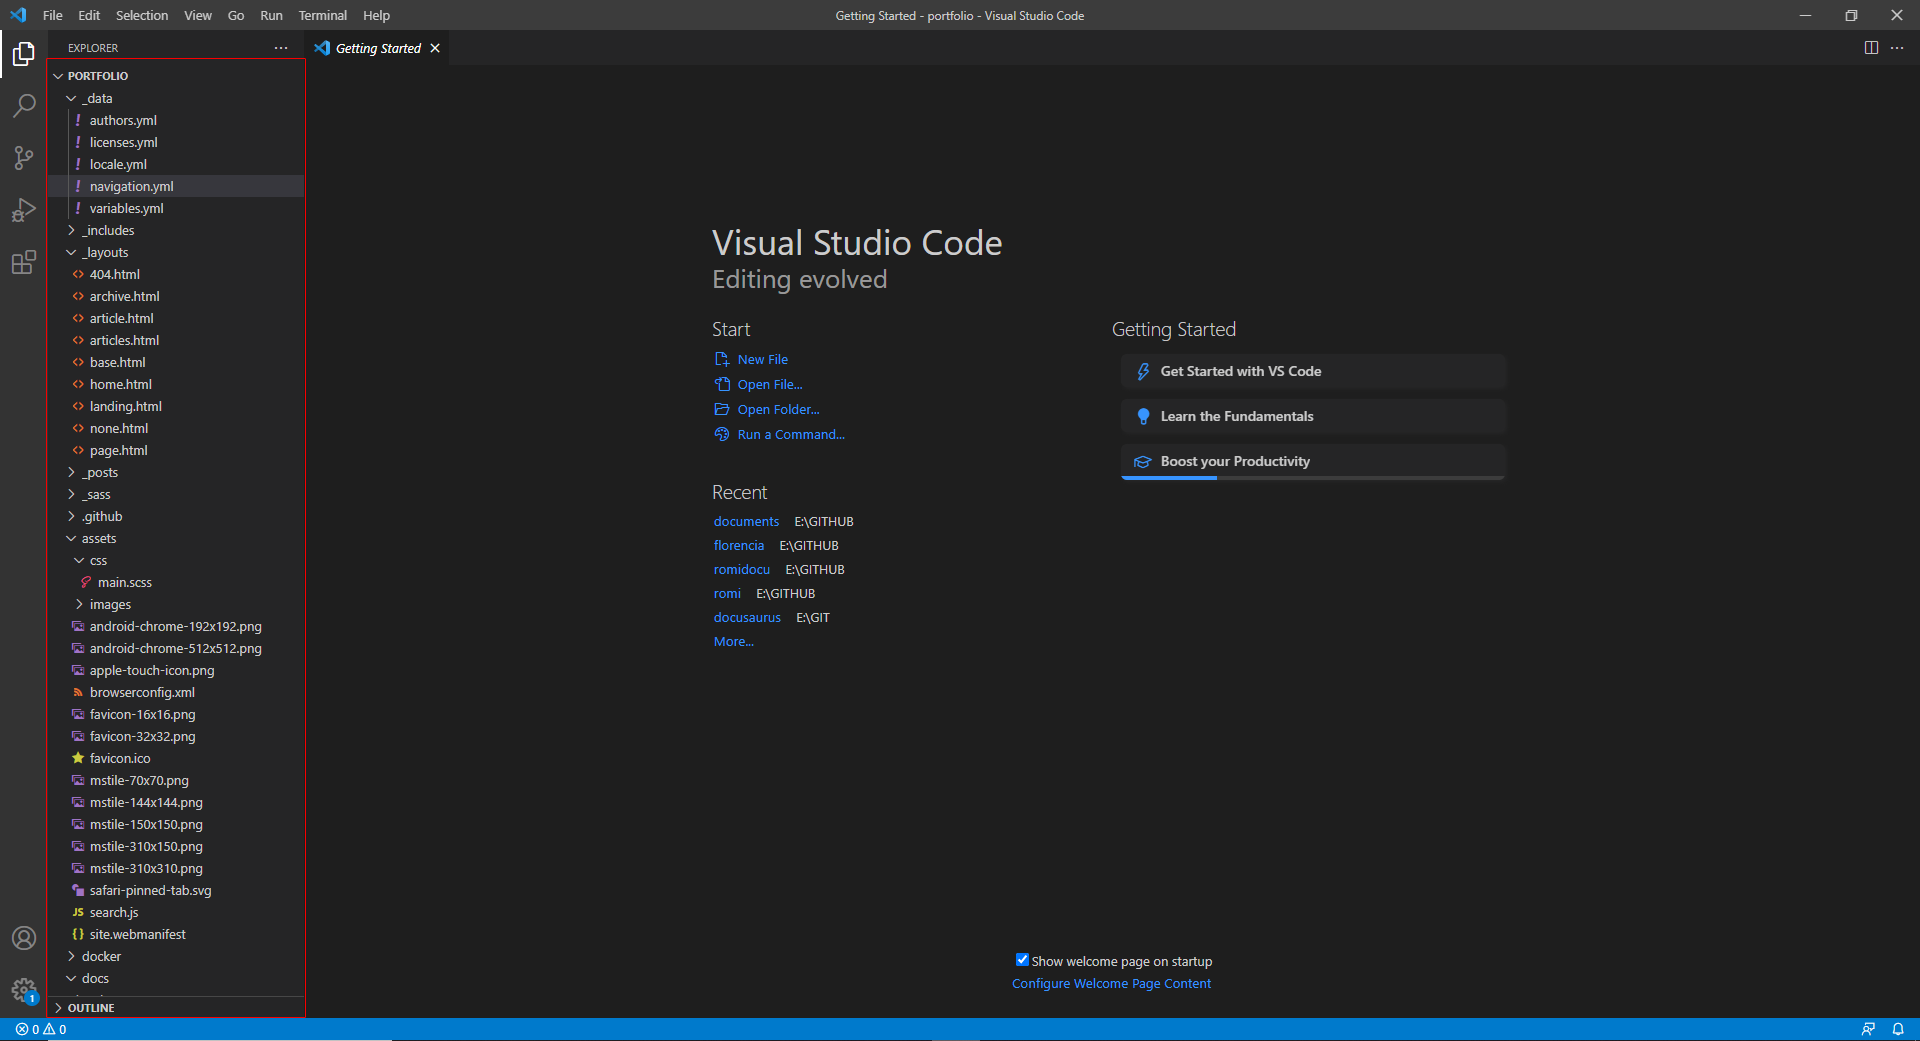 File Edit Selection View Go Run Terminal Help
Getting Started - portfolio - Visual Studio Code
EXPLORER
Getting Started
PORTFOLIO
_data
authors.yml
licenses.yml
locale.yml
navigation.yml
variables.yml
_includes
_layouts
404.html
archive.html
article.html
articles.html
base.html
home.html
landing.html
none.html
page.html
_posts
_sass
.github
assets
css
main.scss
images
android-chrome-192x192.png
android-chrome-512x512.png
apple-touch-icon.png
browserconfig.xml
favicon-16x16.png
favicon-32x32.png
favicon.ico
mstile-70x70.png
mstile-144x144.png
mstile-150x150.png
mstile-310x150.png
mstile-310x310.png
safari-pinned-tab.svg
JS search.js
{} site.webmanifest
docker
docs
OUTLINE
Visual Studio Code
Editing evolved
Start
New File
Open File...
Open Folder...
Run a Command...
Recent
documents E:\GITHUB
florencia E:\GITHUB
romidocu E:\GITHUB
romi E:\GITHUB
docusaurus E:\GIT
More...
Getting Started
Get Started with VS Code
Learn the Fundamentals
Boost your Productivity
Show welcome page on startup
Configure Welcome Page Content
1
0 0